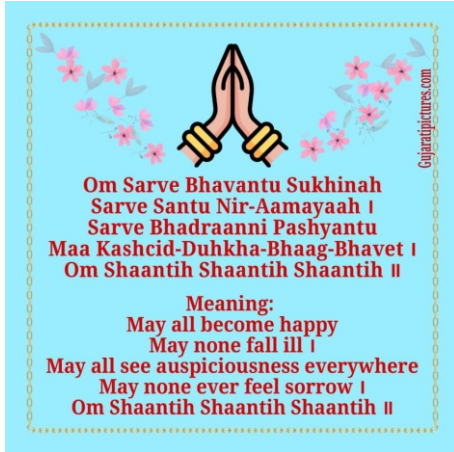 Om Sarve Bhavantu Sukhinah
Sarve Santu Nir-Aamayaah ।
Sarve Bhadraanni Pashyantu
Maa Kashcid-Duhkha-Bhaag-Bhavet ।
Om Shaantih Shaantih Shaantih ॥
Meaning:
May all become happy
May none fall ill ।
May all see auspiciousness everywhere
May none ever feel sorrow ।
Om Shaantih Shaantih Shaantih ॥
Gujaratipictures.com